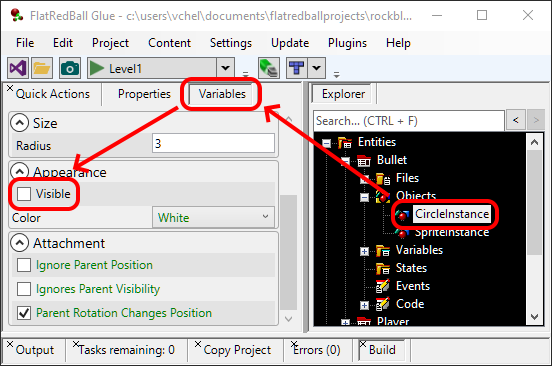 FlatRedBall Glue - c:\users\vchel\documents\flatredballprojects\rockbl...
File Edit Project Content Settings Update Plugins
Level1
Quick Actions Properties Variables
Explorer
Size
Radius 3
Appearance
Visible
Color White
Attachment
Ignore Parent Position
Ignores Parent Visibility
Parent Rotation Changes Position
Search... (CTRL + F) < >
Entities
Bullet
Files
Objects
CircleInstance
SpriteInstance
Variables
States
Events
Code
Player
Output Tasks remaining: 0 Copy Project Errors (0) Build